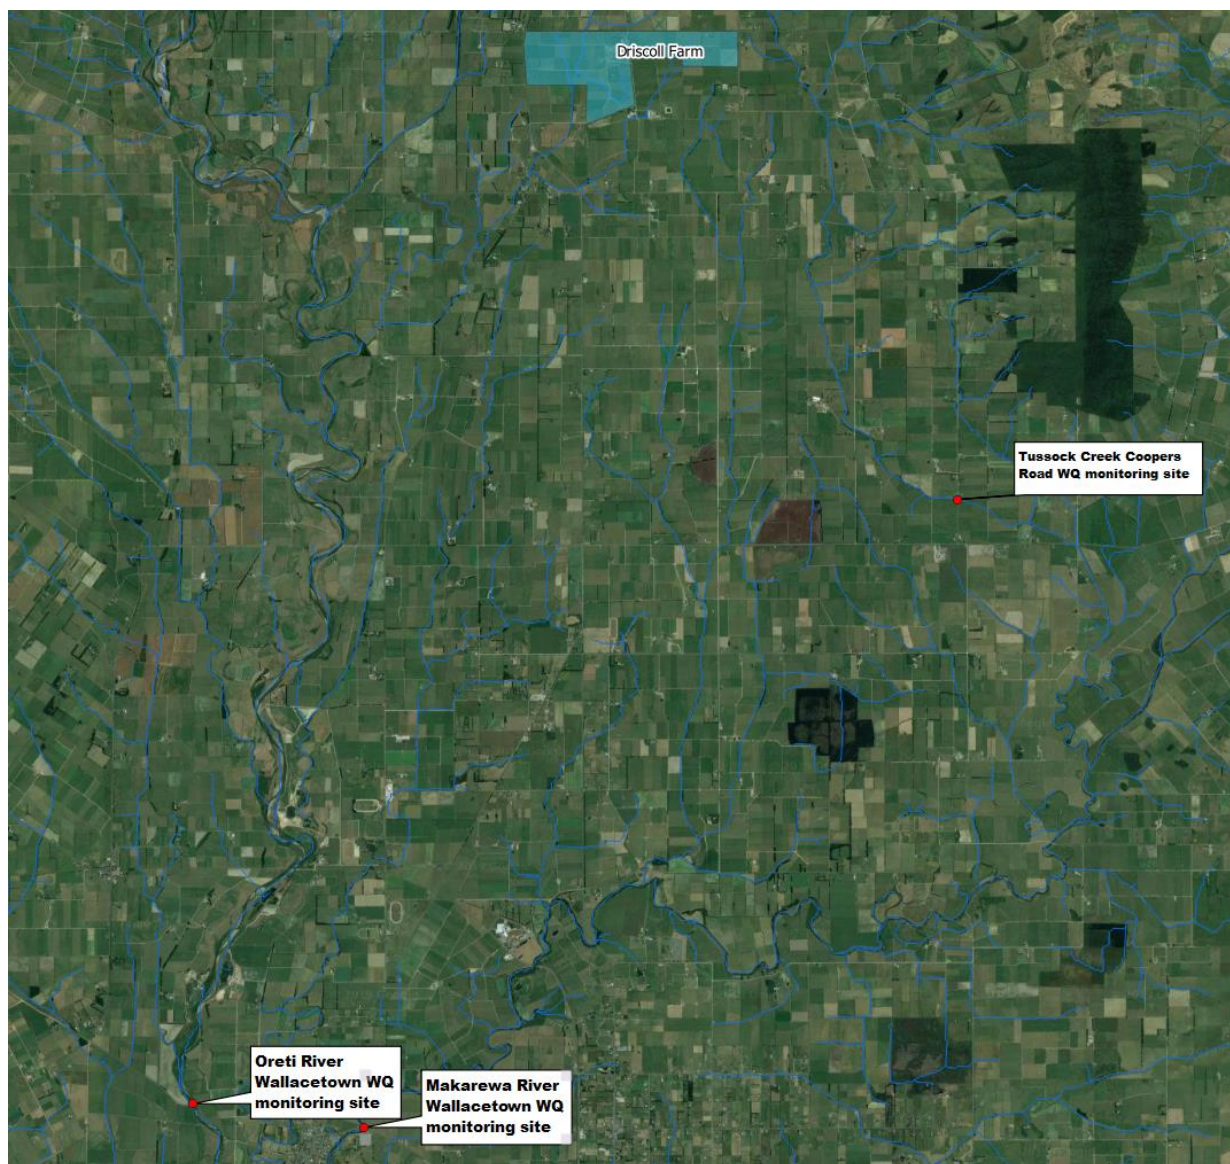 Driscoll Farm
Tussock Creek Coopers
Road WQ monitoring site
Oreti River
Wallacetown WQ
monitoring site
Makarewa River
Wallacetown WQ
monitoring site